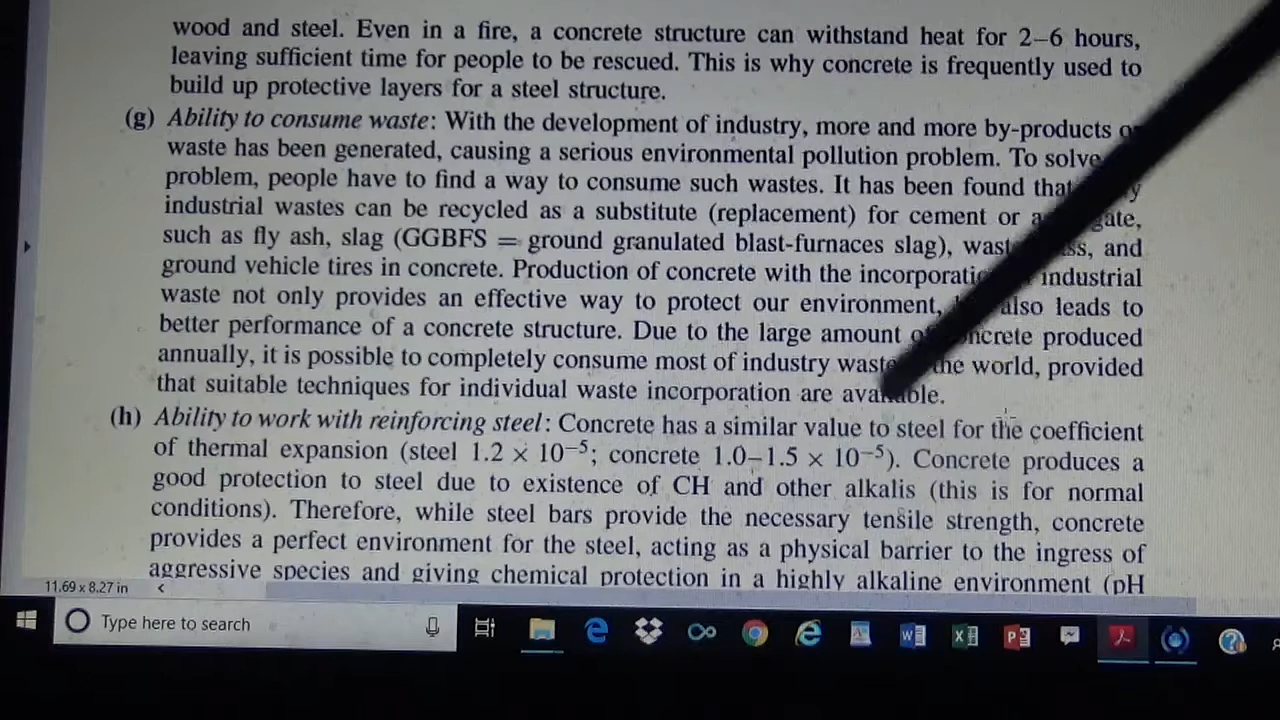 wood and steel. Even in a fire, a concrete structure can withstand heat for 2–6 hours,
leaving sufficient time for people to be rescued. This is why concrete is frequently used to
build up protective layers for a steel structure.
(g) Ability to consume waste: With the development of industry, more and more by-products
waste has been generated, causing a serious environmental pollution problem. To solve
problem, people have to find a way to consume such wastes. It has been found that
industrial wastes can be recycled as a substitute (replacement) for cement or
such as fly ash, slag (GGBFS = ground granulated blast-furnaces slag), and
ground vehicle tires in concrete. Production of concrete with the industrial
waste not only provides an effective way to protect our environment, also leads to
better performance of a concrete structure. Due to the large amount concrete produced
annually, it is possible to completely consume most of industry waste the world, provided
that suitable techniques for individual waste incorporation are available.
(h) Ability to work with reinforcing steel: Concrete has a similar value to steel for the coefficient
of thermal expansion (steel 1.2 × 10⁻⁵; concrete 1.0–1.5 × 10⁻⁵). Concrete produces a
good protection to steel due to existence of CH and other alkalis (this is for normal
conditions). Therefore, while steel bars provide the necessary tensile strength, concrete
provides a perfect environment for the steel, acting as a physical barrier to the ingress of
aggressive species and giving chemical protection in a highly alkaline environment (pH
11.69 x 8.27 in
Type here to search